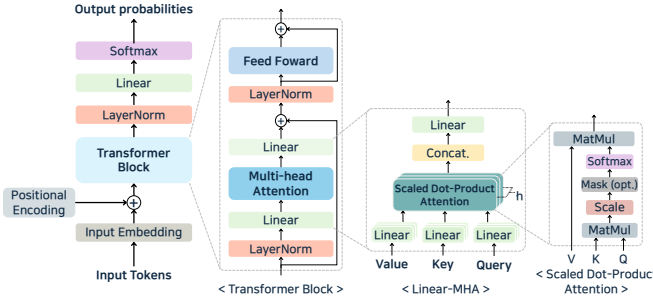 Output probabilities
Softmax
Linear
LayerNorm
Transformer
Block
Positional
Encoding
Input Embedding
Input Tokens
Feed Foward
LayerNorm
Linear
Multi-head
Attention
Linear
LayerNorm
< Transformer Block >
Linear
Concat.
Scaled Dot-Product
Attention
h
Linear
Linear
Linear
Value
Key
Query
< Linear-MHA >
MatMul
Softmax
Mask (opt.)
Scale
MatMul
V
K
Q
< Scaled Dot-Product
Attention >